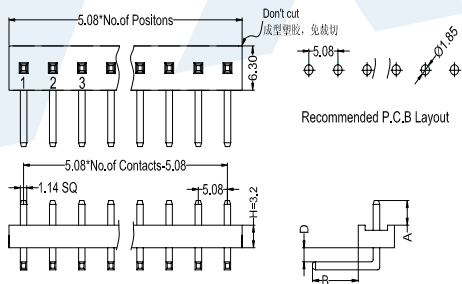 5.08*No.of Positons
Don't cut
成型塑胶，免裁切
6.30
1 2 3
5.08
Ø1.85
Recommended P.C.B Layout
5.08*No.of Contacts-5.08
1.14 SQ
5.08
H=3.2
D
B
A